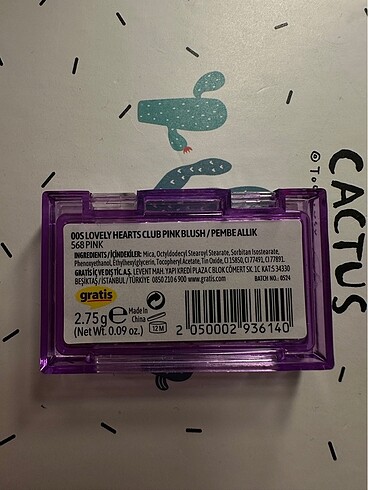 00S LOVELY HEARTS CLUB PINK BLUSH / PEMBE ALLIK
568 PINK
INGREDIENTS / İÇİNDEKİLER: Mica, Octyldodecyl Stearoyl Stearate, Sorbitan Isostearate,
Phenoxyethanol, Ethylhexylglycerin, Tocopheryl Acetate, Tin Oxide, CI 15850, CI 77491, CI 77891.
GRATİS İÇ VE DIŞ TİC. A.Ş. LEVENT MAH. YAPI KREDİ PLAZA C BLOK CÖMERT SK. 1C KAT:5 34330
BEŞİKTAŞ / İSTANBUL / TÜRKİYE 0850 210 6 900 www.gratis.com
BATCH NO.: 0524
gratis
2.75 g e
(Net Wt. 0.09 oz.)
Made in
China
12 M
2 050002 936140
CACTUS